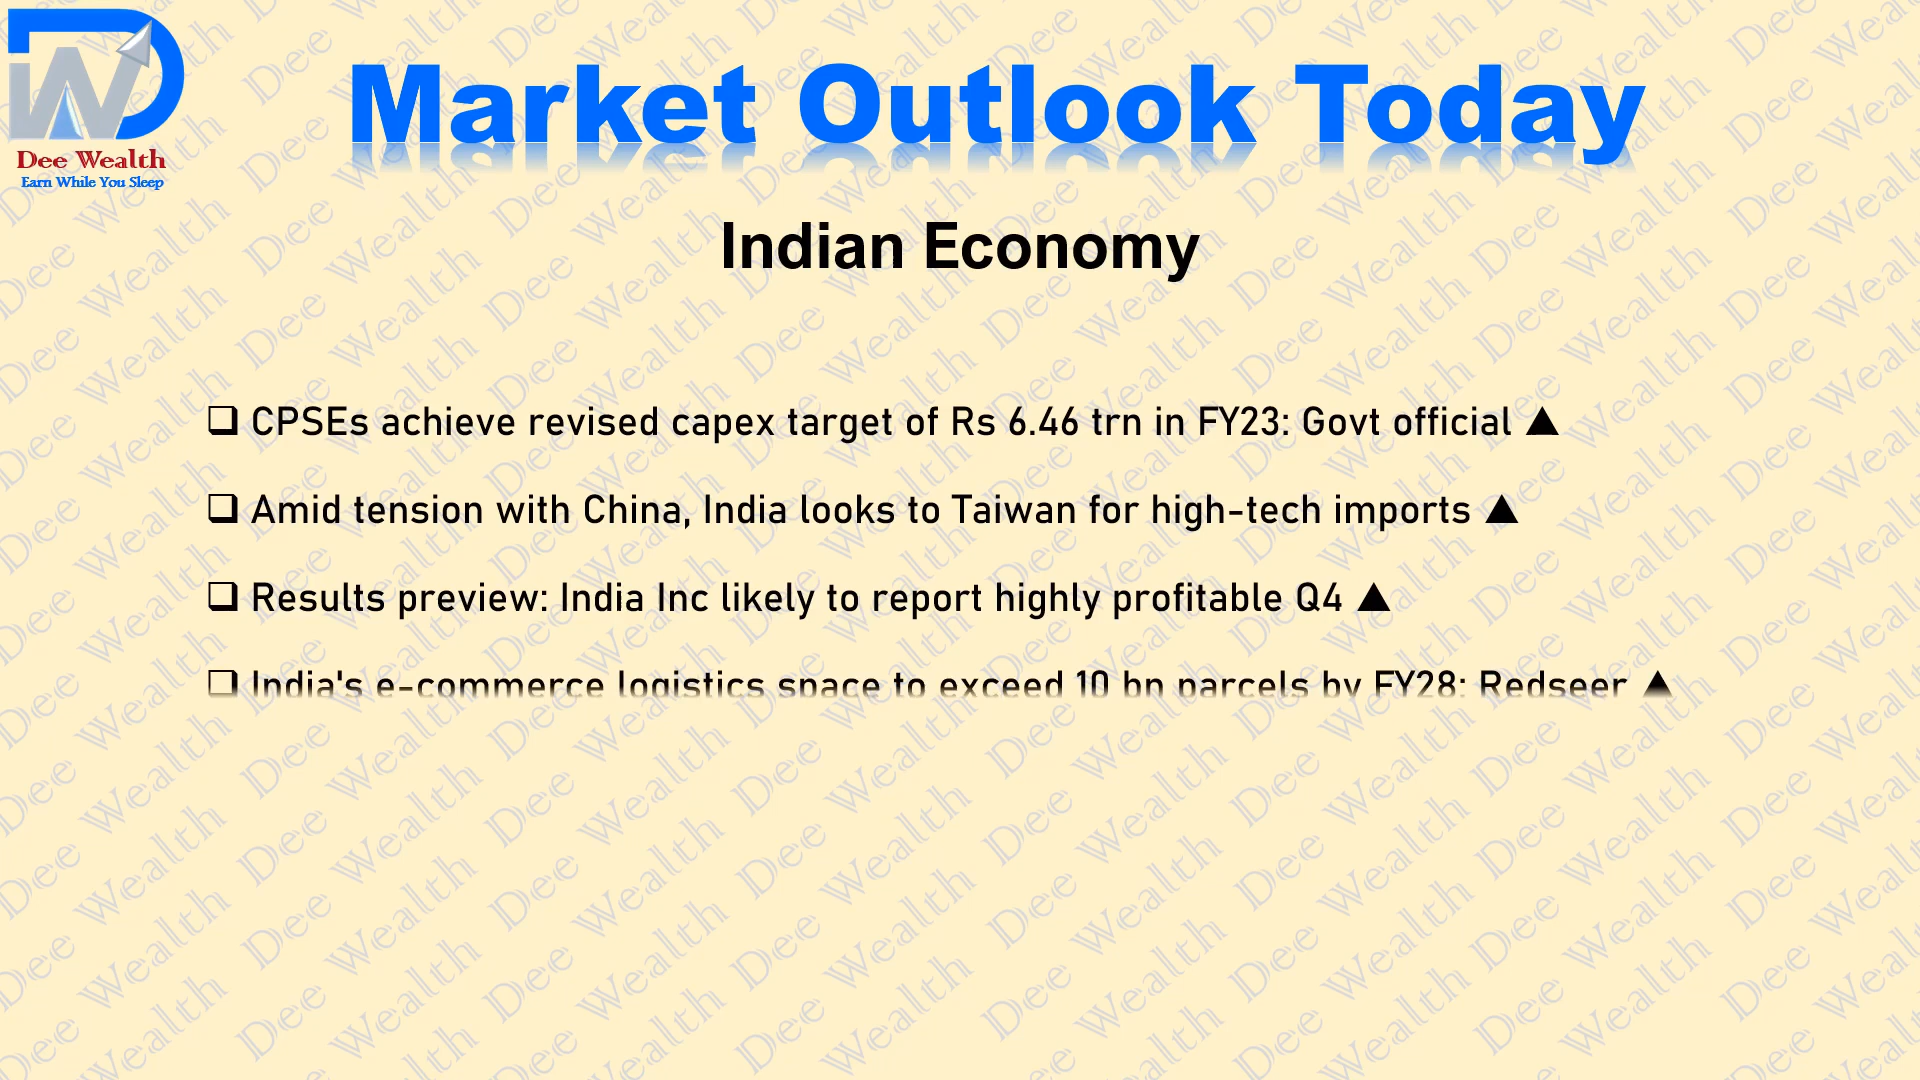 Dee Wealth
Earn While You Sleep
Market Outlook Today
Indian Economy
❑ CPSEs achieve revised capex target of Rs 6.46 trn in FY23: Govt official ▲
❑ Amid tension with China, India looks to Taiwan for high-tech imports ▲
❑ Results preview: India Inc likely to report highly profitable Q4 ▲
❑ India's e-commerce logistics space to exceed 10 bn parcels by FY28: Redseer ▲